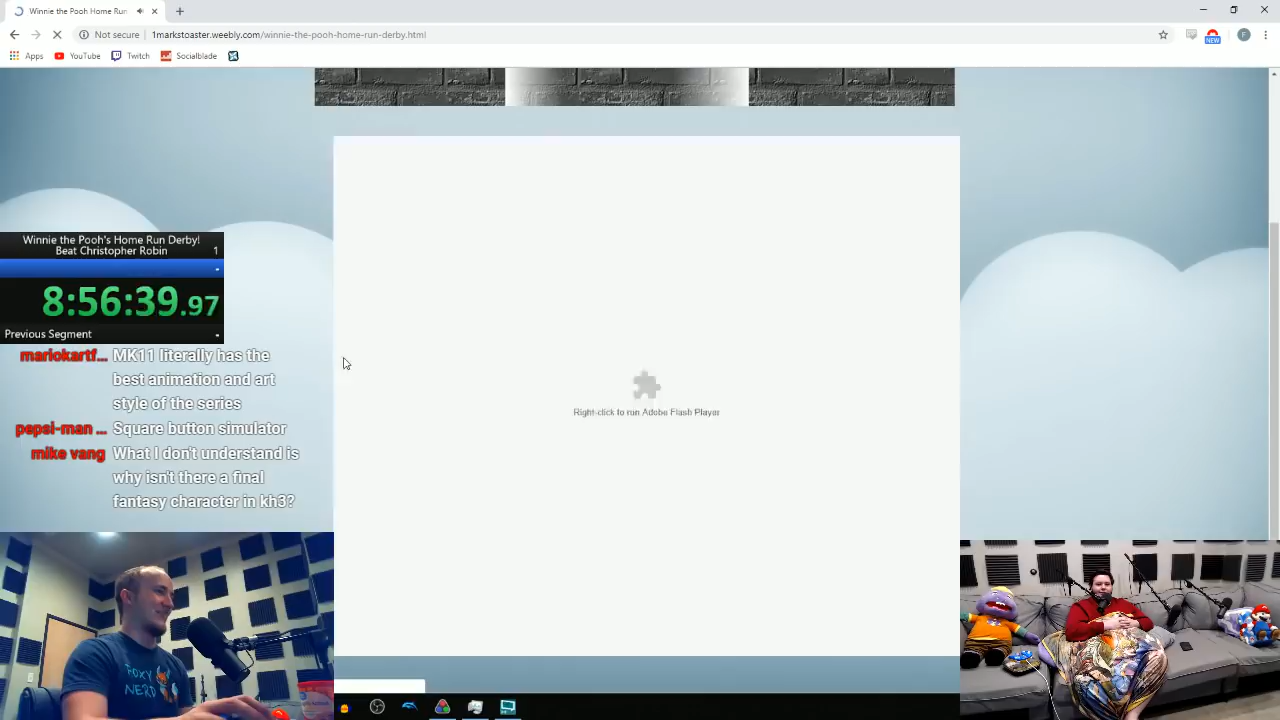 Winnie the Pooh Home Run
Not secure | 1markstoaster.weebly.com/winnie-the-pooh-home-run-derby.html
NEW
F
Apps YouTube Twitch Socialblade
Winnie the Pooh's Home Run Derby!
Beat Christopher Robin 1
-
8:56:39.97
Previous Segment -
mariokartf... MK11 literally has the
best animation and art
style of the series
pepsi-man ... Square button simulator
mike vang What I don't understand is
why isn't there a final
fantasy character in kh3?
Right-click to run Adobe Flash Player
FOXY
NERD